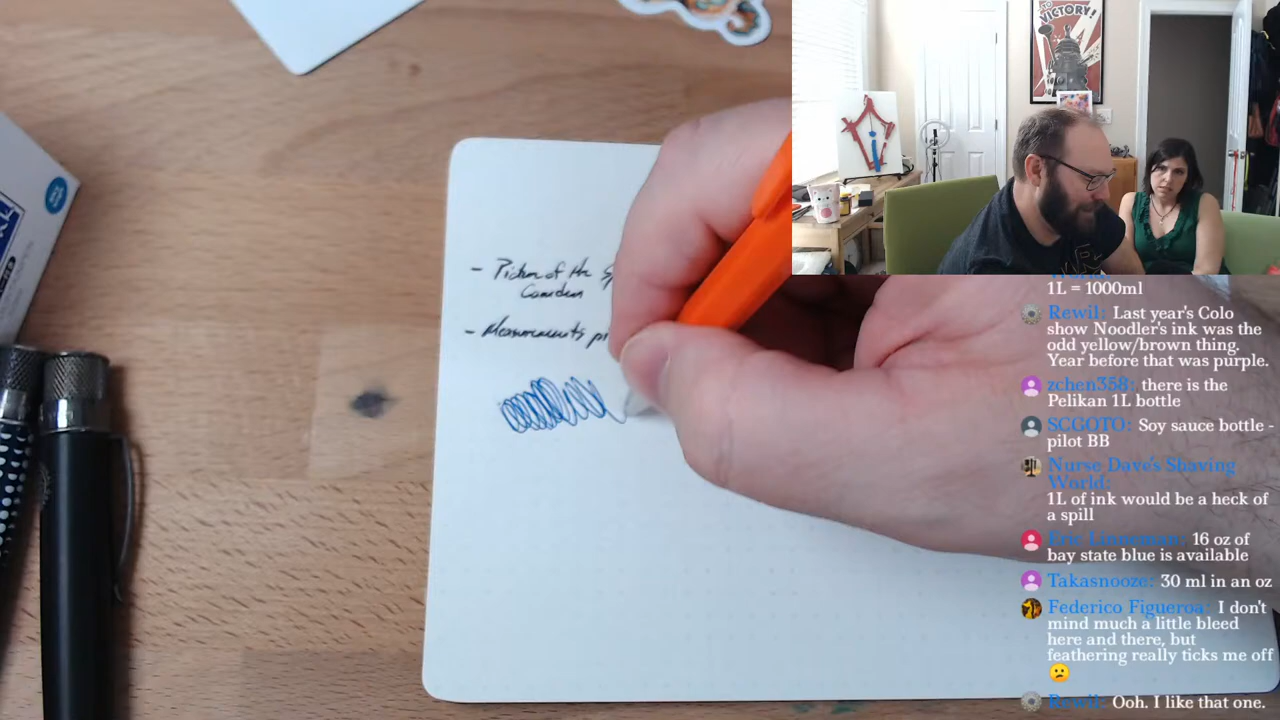 TO VICTORY!
- Picture of the
- Measurements
1L = 1000ml
Rewil: Last year's Colo
show Noodler's ink was the
odd yellow/brown thing.
Year before that was purple.
zchen358: there is the
Pelikan 1L bottle
SCGOTO: Soy sauce bottle -
pilot BB
Nurse Dave's Shaving
World:
1L of ink would be a heck of
a spill
Eric Linneman: 16 oz of
bay state blue is available
Takasnooze: 30 ml in an oz
Federico Figueroa: I don't
mind much a little bleed
here and there, but
feathering really ticks me off
😕
Rewil: Ooh. I like that one.